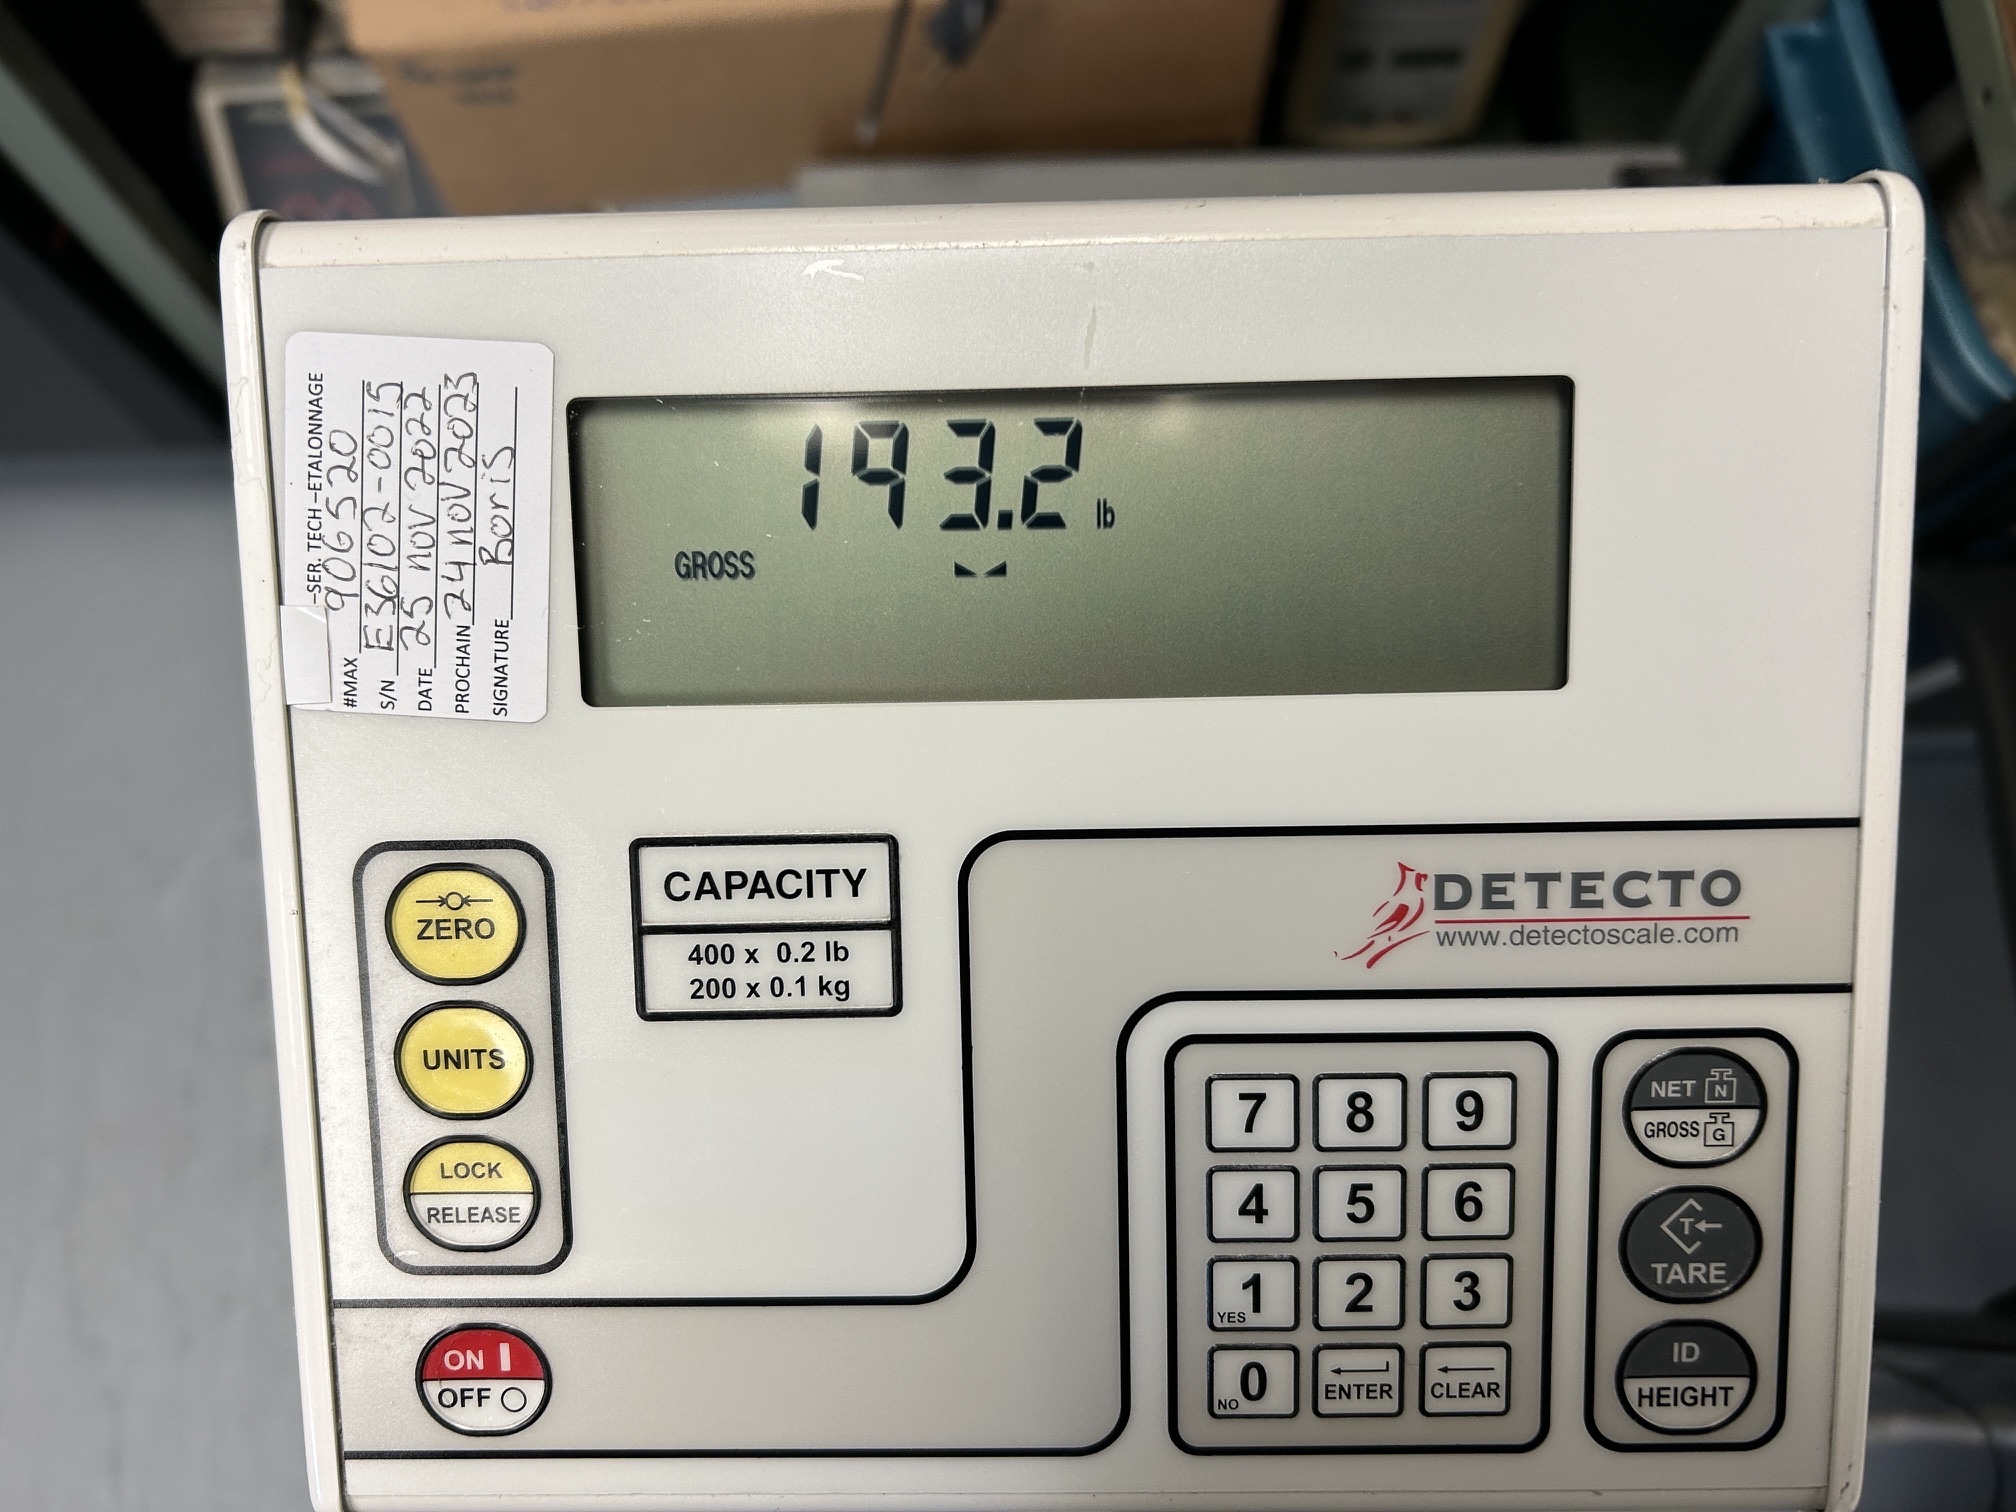 -SER. TECH -ETALONNAGE
#MAX 906520
S/N E36102-0015
DATE 25 nov 2022
PROCHAIN 24 nov 2023
SIGNATURE Boris
193.2 lb
GROSS
ZERO
UNITS
LOCK
RELEASE
CAPACITY
400 x 0.2 lb
200 x 0.1 kg
DETECTO
www.detectoscale.com
7 8 9
4 5 6
YES 1 2 3
NO 0 ENTER CLEAR
NET N
GROSS G
T
TARE
ID
HEIGHT
ON I
OFF O